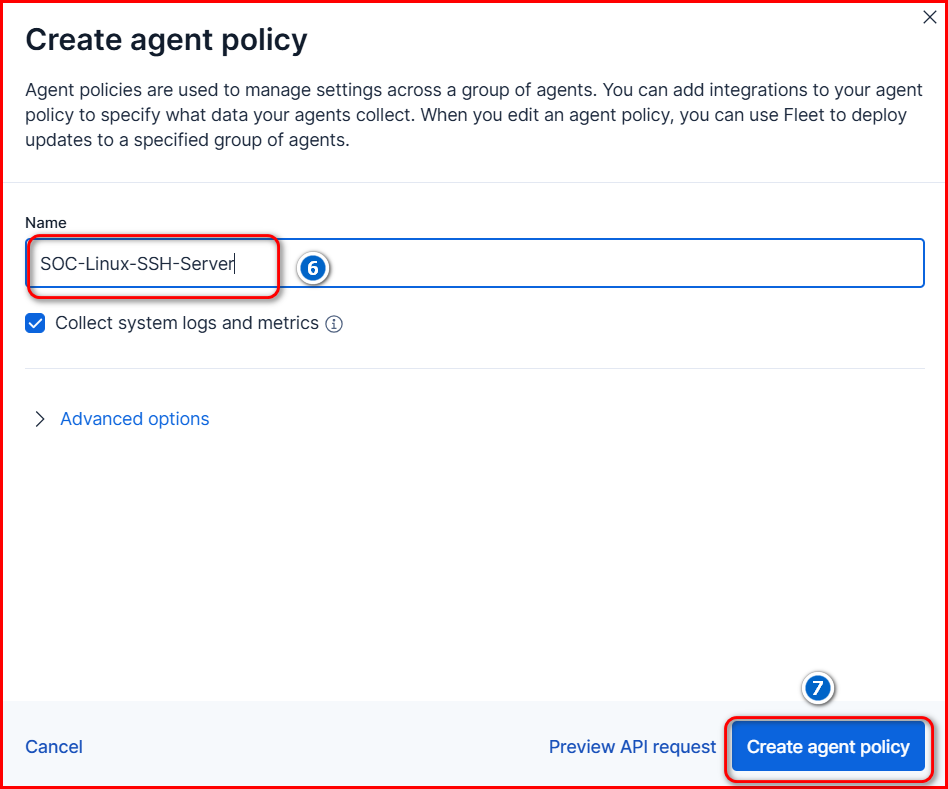 Create agent policy
Agent policies are used to manage settings across a group of agents. You can add integrations to your agent
policy to specify what data your agents collect. When you edit an agent policy, you can use Fleet to deploy
updates to a specified group of agents.
Name
SOC-Linux-SSH-Server
6
Collect system logs and metrics
Advanced options
7
Cancel
Preview API request
Create agent policy